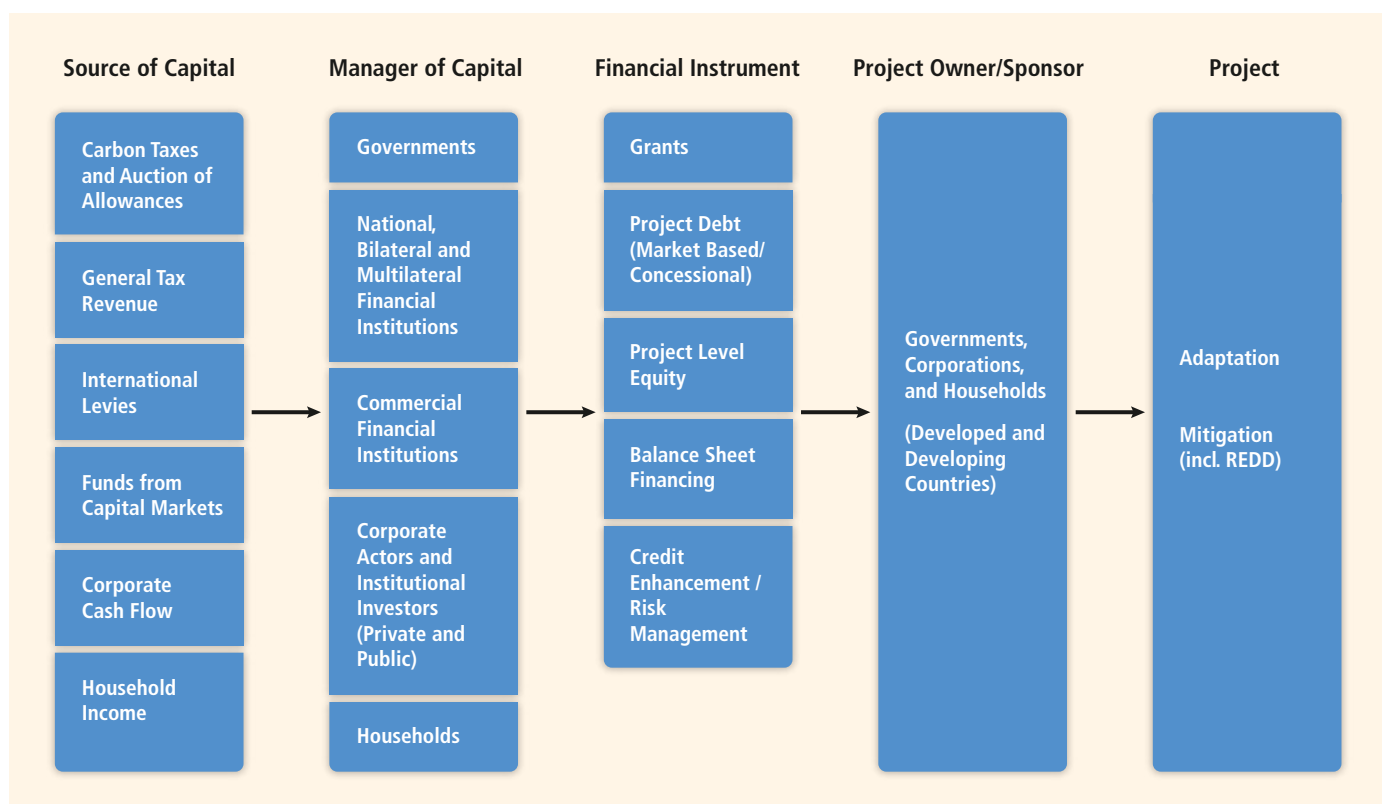 Source of Capital
Carbon Taxes
and Auction of
Allowances
General Tax
Revenue
International
Levies
Funds from
Capital Markets
Corporate
Cash Flow
Household
Income
Manager of Capital
Governments
National,
Bilateral and
Multilateral
Financial
Institutions
Commercial
Financial
Institutions
Corporate
Actors and
Institutional
Investors
(Private and
Public)
Households
Financial Instrument
Grants
Project Debt
(Market Based/
Concessional)
Project Level
Equity
Balance Sheet
Financing
Credit
Enhancement /
Risk
Management
Project Owner/Sponsor
Governments,
Corporations,
and Households
(Developed and
Developing
Countries)
Project
Adaptation
Mitigation
(incl. REDD)